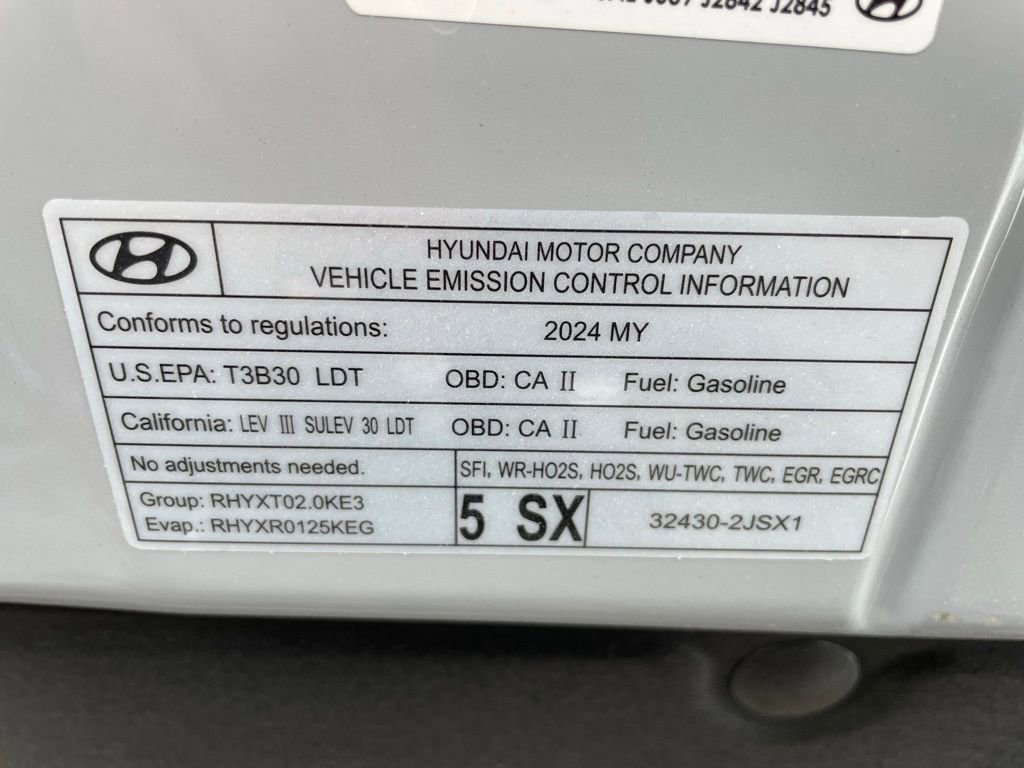 J2842 J2845
HYUNDAI MOTOR COMPANY
VEHICLE EMISSION CONTROL INFORMATION
Conforms to regulations: 2024 MY
U.S.EPA: T3B30 LDT OBD: CA II Fuel: Gasoline
California: LEV III SULEV 30 LDT OBD: CA II Fuel: Gasoline
No adjustments needed. SFI, WR-HO2S, HO2S, WU-TWC, TWC, EGR, EGRC
Group: RHYXT02.0KE3
Evap.: RHYXR0125KEG
5 SX 32430-2JSX1